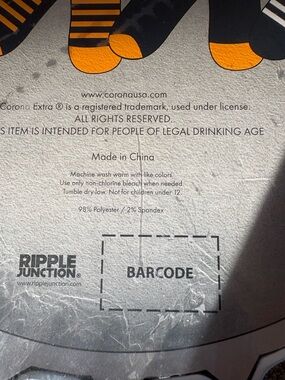 www.coronausa.com
Corona Extra ® is a registered trademark, used under license.
ALL RIGHTS RESERVED.
S ITEM IS INTENDED FOR PEOPLE OF LEGAL DRINKING AGE
Made in China
Machine wash warm with like colors.
Use only non-chlorine bleach when needed.
Tumble dry low. Not for children under 12.
98% Polyester / 2% Spandex
RIPPLE
JUNCTION®
www.ripplejunction.com
BARCODE